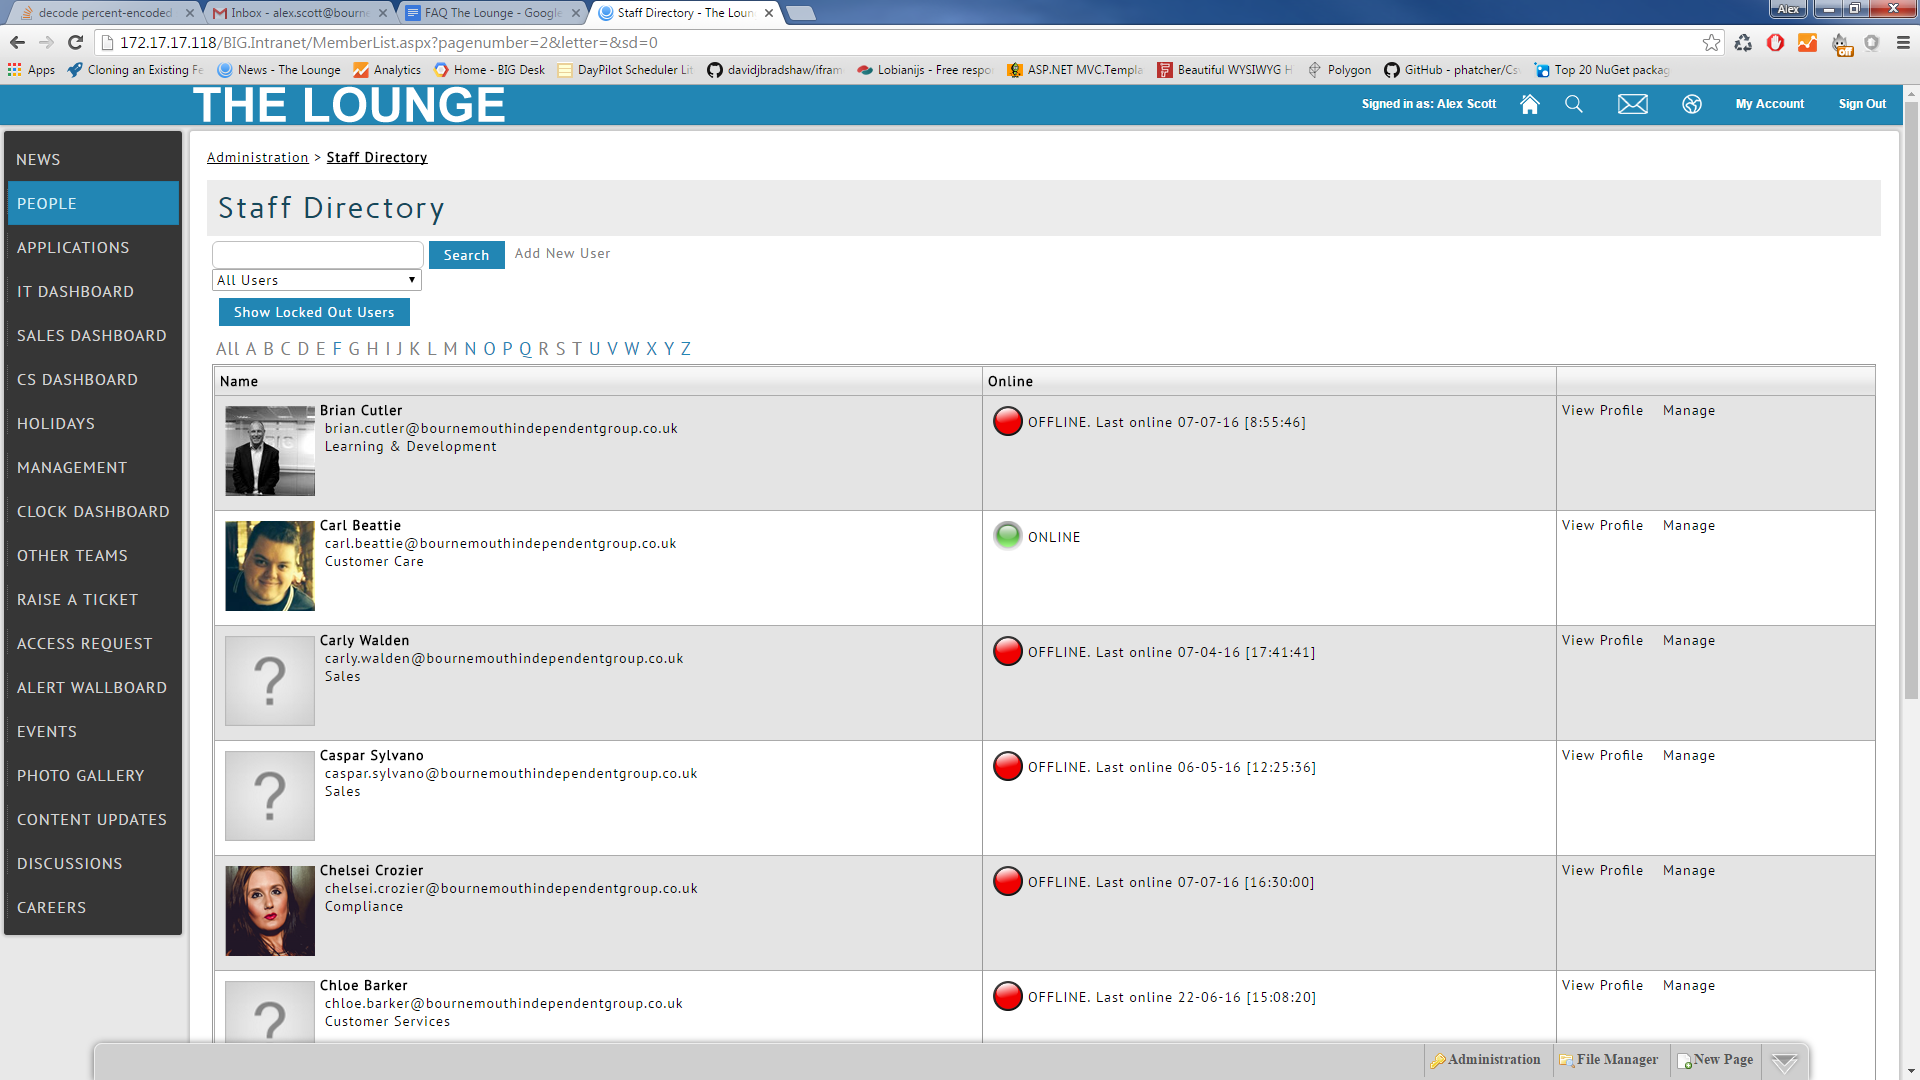 decode percent-encoded
Inbox - alex.scott@bourne
FAQ The Lounge - Google
Staff Directory - The Loun
Alex
172.17.17.118/BIG.Intranet/MemberList.aspx?pagenumber=2&letter=&sd=0
Apps
Cloning an Existing Fe
News - The Lounge
Analytics
Home - BIG Desk
DayPilot Scheduler Lit
davidjbradshaw/ifram
Lobianijs - Free respo
ASP.NET MVC.Templa
Beautiful WYSIWYG H
Polygon
GitHub - phatcher/Cs
Top 20 NuGet packag
THE LOUNGE
Signed in as: Alex Scott
My Account
Sign Out
NEWS
PEOPLE
APPLICATIONS
IT DASHBOARD
SALES DASHBOARD
CS DASHBOARD
HOLIDAYS
MANAGEMENT
CLOCK DASHBOARD
OTHER TEAMS
RAISE A TICKET
ACCESS REQUEST
ALERT WALLBOARD
EVENTS
PHOTO GALLERY
CONTENT UPDATES
DISCUSSIONS
CAREERS
Administration > Staff Directory
Staff Directory
Search
Add New User
All Users
Show Locked Out Users
All A B C D E F G H I J K L M N O P Q R S T U V W X Y Z
Name
Online
Brian Cutler
brian.cutler@bournemouthindependentgroup.co.uk
Learning & Development
OFFLINE. Last online 07-07-16 [8:55:46]
View Profile Manage
Carl Beattie
carl.beattie@bournemouthindependentgroup.co.uk
Customer Care
ONLINE
View Profile Manage
Carly Walden
carly.walden@bournemouthindependentgroup.co.uk
Sales
OFFLINE. Last online 07-04-16 [17:41:41]
View Profile Manage
Caspar Sylvano
caspar.sylvano@bournemouthindependentgroup.co.uk
Sales
OFFLINE. Last online 06-05-16 [12:25:36]
View Profile Manage
Chelsei Crozier
chelsei.crozier@bournemouthindependentgroup.co.uk
Compliance
OFFLINE. Last online 07-07-16 [16:30:00]
View Profile Manage
Chloe Barker
chloe.barker@bournemouthindependentgroup.co.uk
Customer Services
OFFLINE. Last online 22-06-16 [15:08:20]
View Profile Manage
Administration
File Manager
New Page